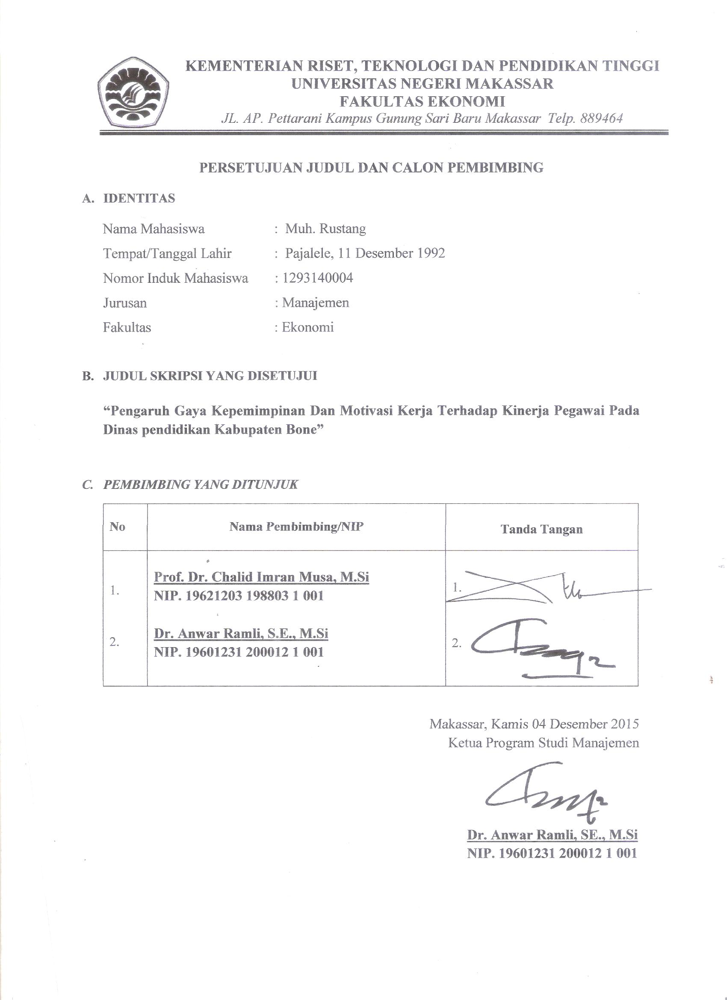 KEMENTERIAN RISET, TEKNOLOGI DAN PENDIDIKAN TINGGI
UNIVERSITAS NEGERI MAKASSAR
FAKULTAS EKONOMI
JL. AP. Pettarani Kampus Gunung Sari Baru Makassar Telp. 889464
PERSETUJUAN JUDUL DAN CALON PEMBIMBING
A. IDENTITAS
Nama Mahasiswa : Muh. Rustang
Tempat/Tanggal Lahir : Pajalele, 11 Desember 1992
Nomor Induk Mahasiswa : 1293140004
Jurusan : Manajemen
Fakultas : Ekonomi
B. JUDUL SKRIPSI YANG DISETUJUI
“Pengaruh Gaya Kepemimpinan Dan Motivasi Kerja Terhadap Kinerja Pegawai Pada
Dinas pendidikan Kabupaten Bone”
C. PEMBIMBING YANG DITUNJUK
No Nama Pembimbing/NIP Tanda Tangan
1. Prof. Dr. Chalid Imran Musa, M.Si 1.
NIP. 19621203 198803 1 001
2. Dr. Anwar Ramli, S.E., M.Si 2.
NIP. 19601231 200012 1 001
Makassar, Kamis 04 Desember 2015
Ketua Program Studi Manajemen
Dr. Anwar Ramli, SE., M.Si
NIP. 19601231 200012 1 001